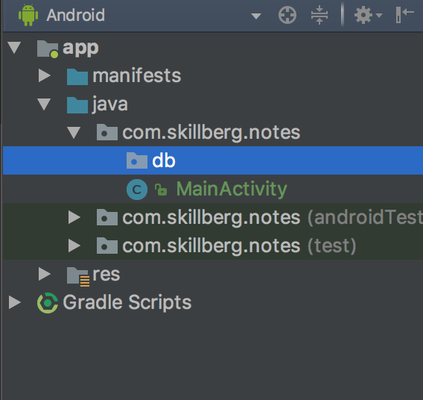 Android
app
manifests
java
com.skillberg.notes
db
C MainActivity
com.skillberg.notes (androidTest
com.skillberg.notes (test)
res
Gradle Scripts